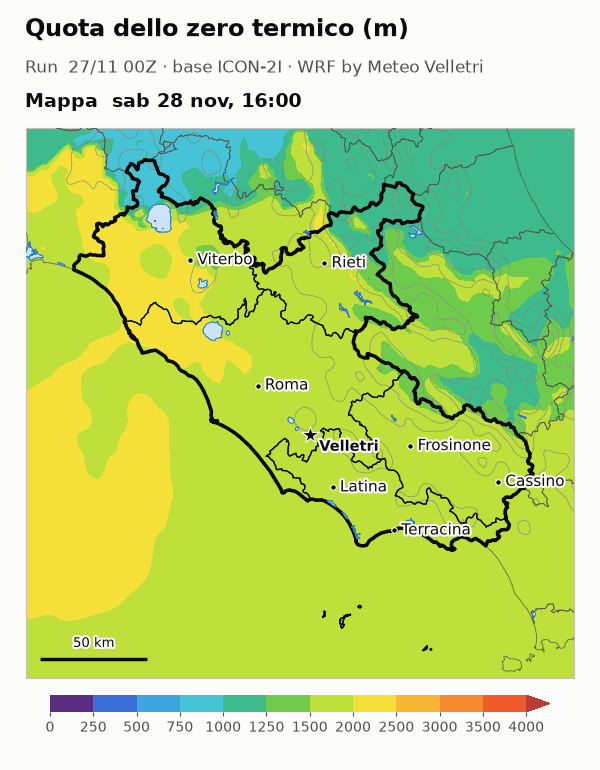 Quota dello zero termico (m)
Run  27/11 00Z · base ICON-2I · WRF by Meteo Velletri
Mappa  sab 28 nov, 16:00
Viterbo
Rieti
Roma
Velletri
Frosinone
Latina
Cassino
Terracina
50 km
0 250 500 750 1000 1250 1500 2000 2500 3000 3500 4000